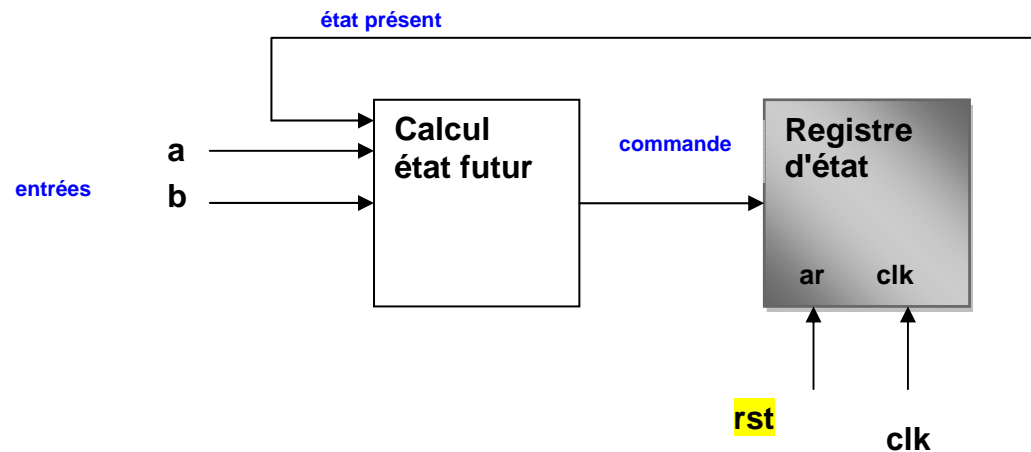 état présent
Calcul
état futur
commande
Registre
d'état
a
entrées
b
ar
clk
rst
clk